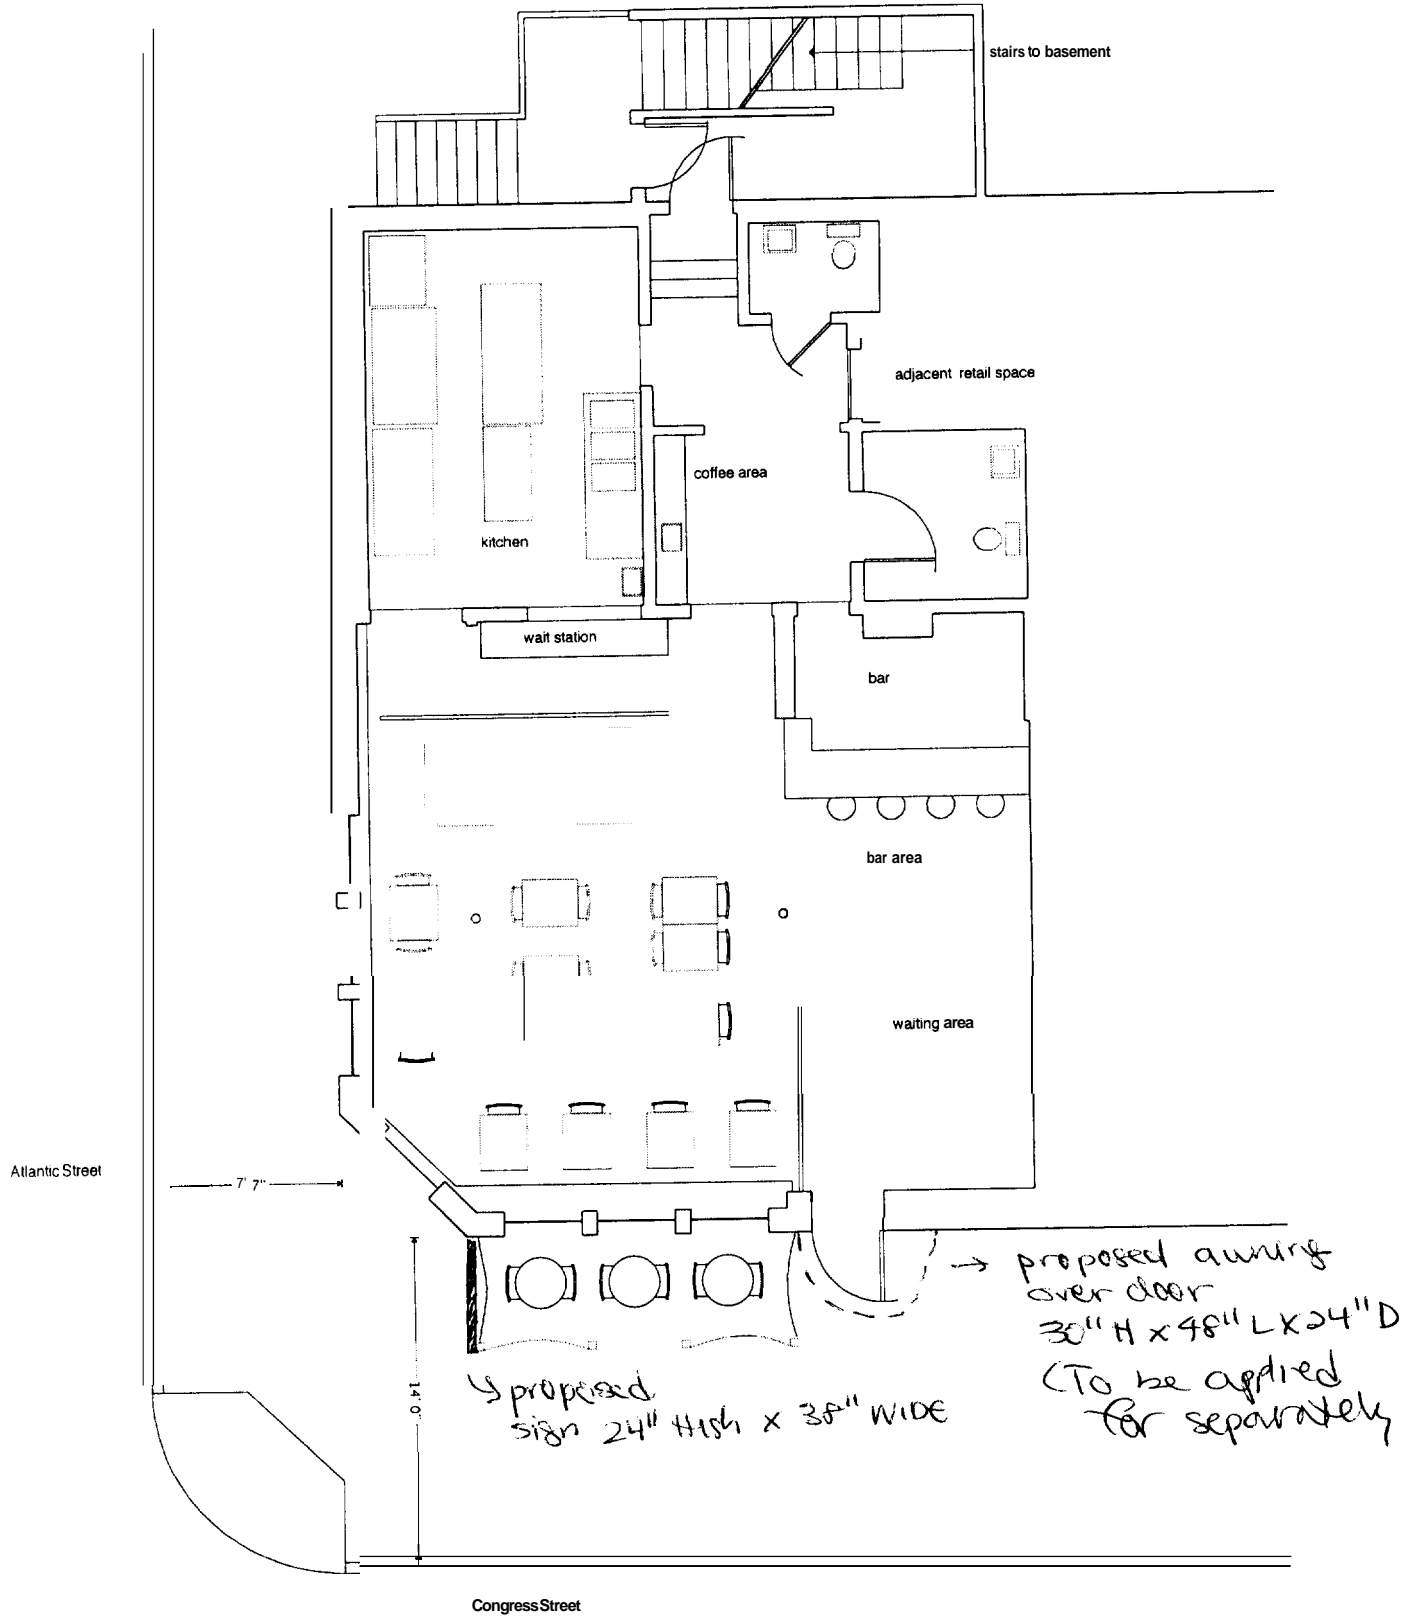 stairs to basement
adjacent retail space
coffee area
kitchen
wait station
bar
bar area
waiting area
Atlantic Street
7' 7"
→ proposed awning
over door
30" H x 48" L x 24" D
(To be applied
for separately
14' 0"
↳ proposed
sign 24" High x 38" WIDE
Congress Street